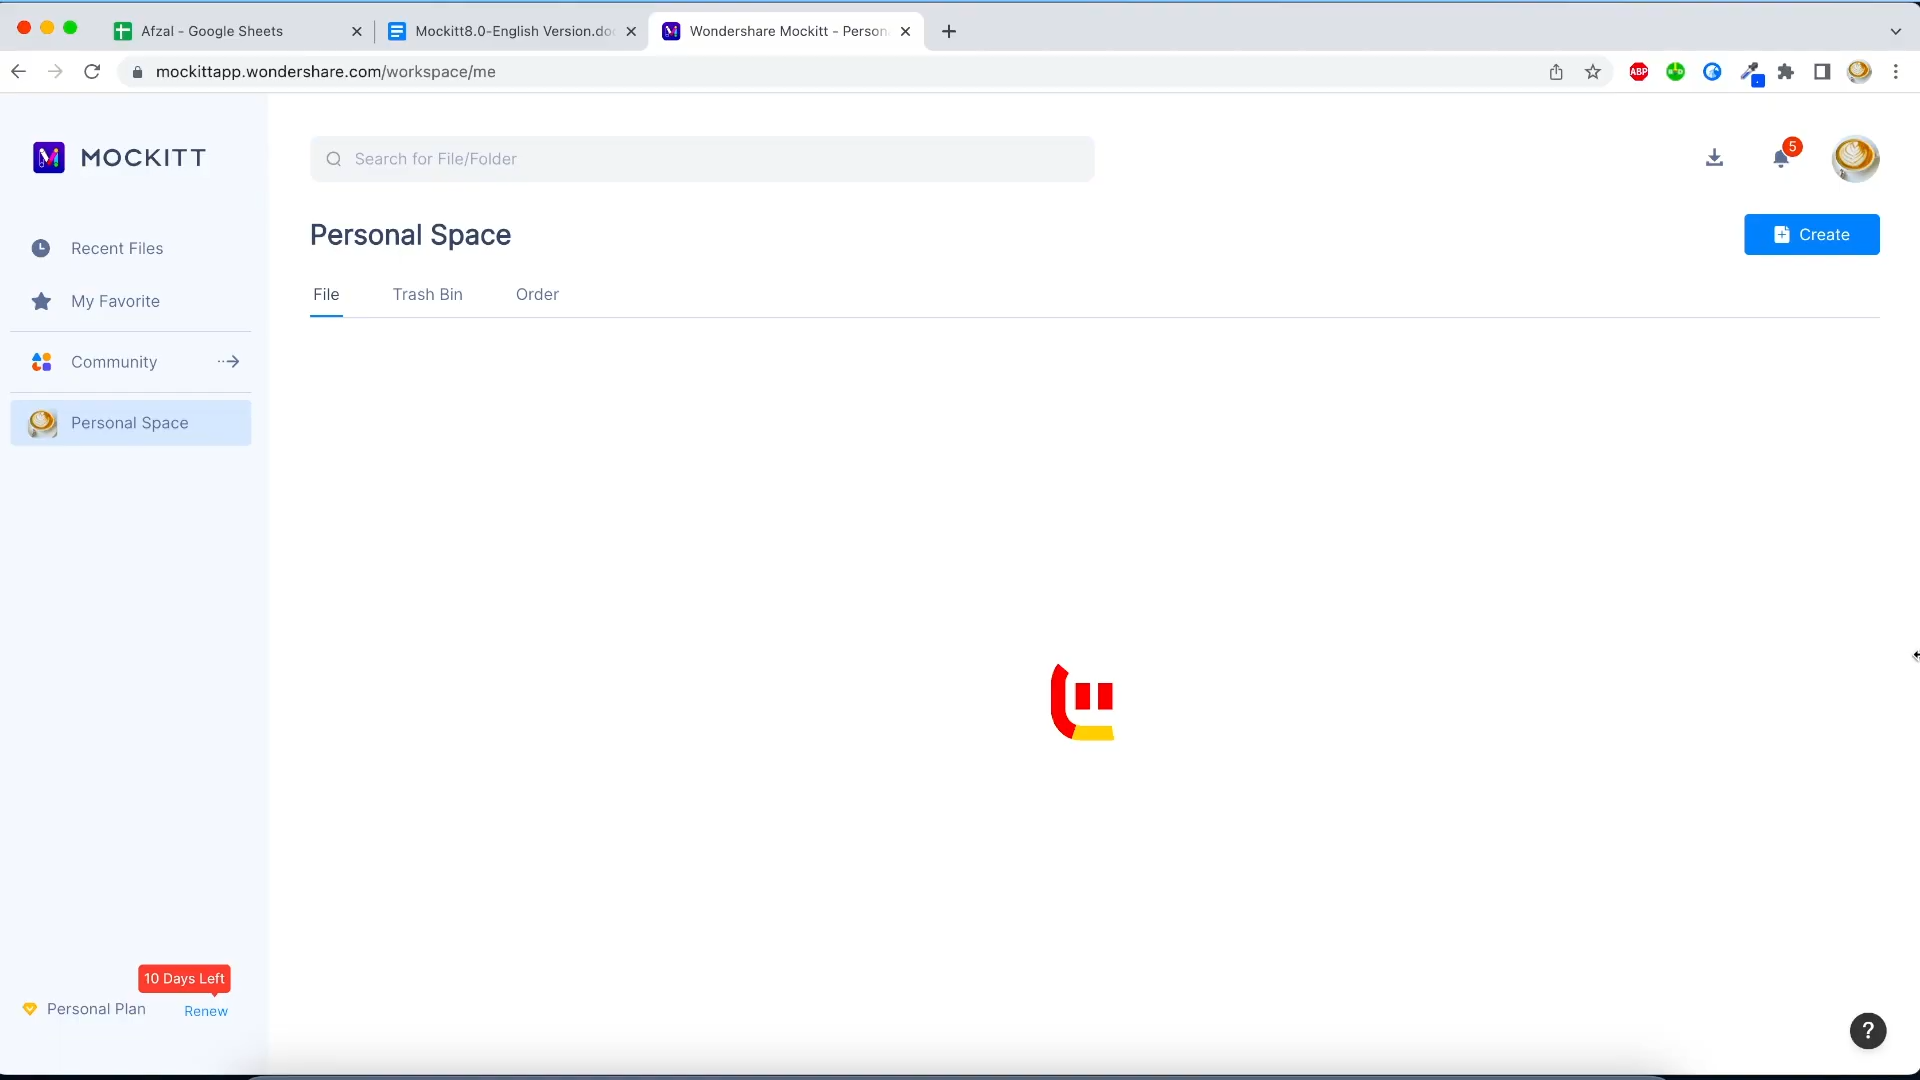 Afzal - Google Sheets
Mockitt8.0-English Version.doc
Wondershare Mockitt - Person
mockittapp.wondershare.com/workspace/me
ABP
MOCKITT
Search for File/Folder
5
Personal Space
Create
File
Trash Bin
Order
Recent Files
My Favorite
Community
Personal Space
10 Days Left
Personal Plan
Renew
?